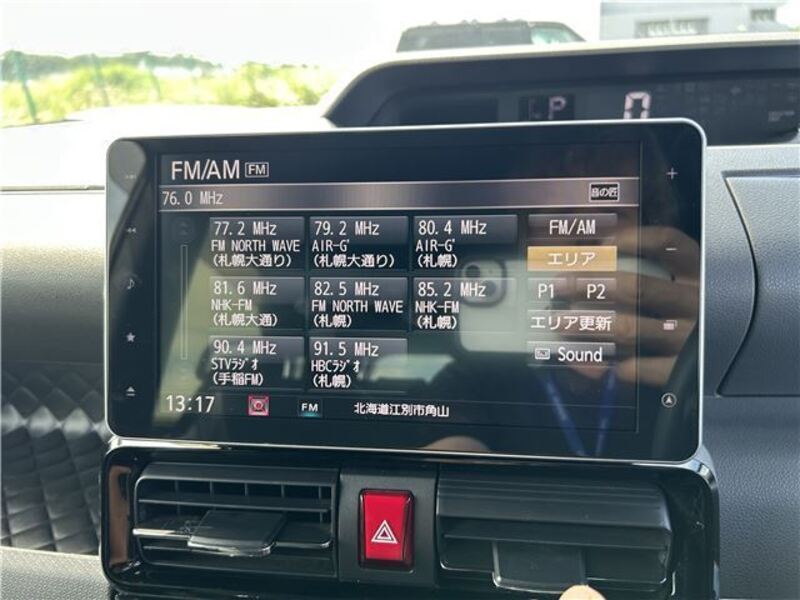 P 0
FM/AM FM
76.0 MHz 音の匠
77.2 MHz
FM NORTH WAVE
(札幌大通り)
79.2 MHz
AIR-G'
(札幌大通り)
80.4 MHz
AIR-G'
(札幌)
FM/AM
エリア
81.6 MHz
NHK-FM
(札幌大通)
82.5 MHz
FM NORTH WAVE
(札幌)
85.2 MHz
NHK-FM
(札幌)
P1 P2
エリア更新
90.4 MHz
STVラジオ
(手稲FM)
91.5 MHz
HBCラジオ
(札幌)
Sound
13:17 FM 北海道江別市角山